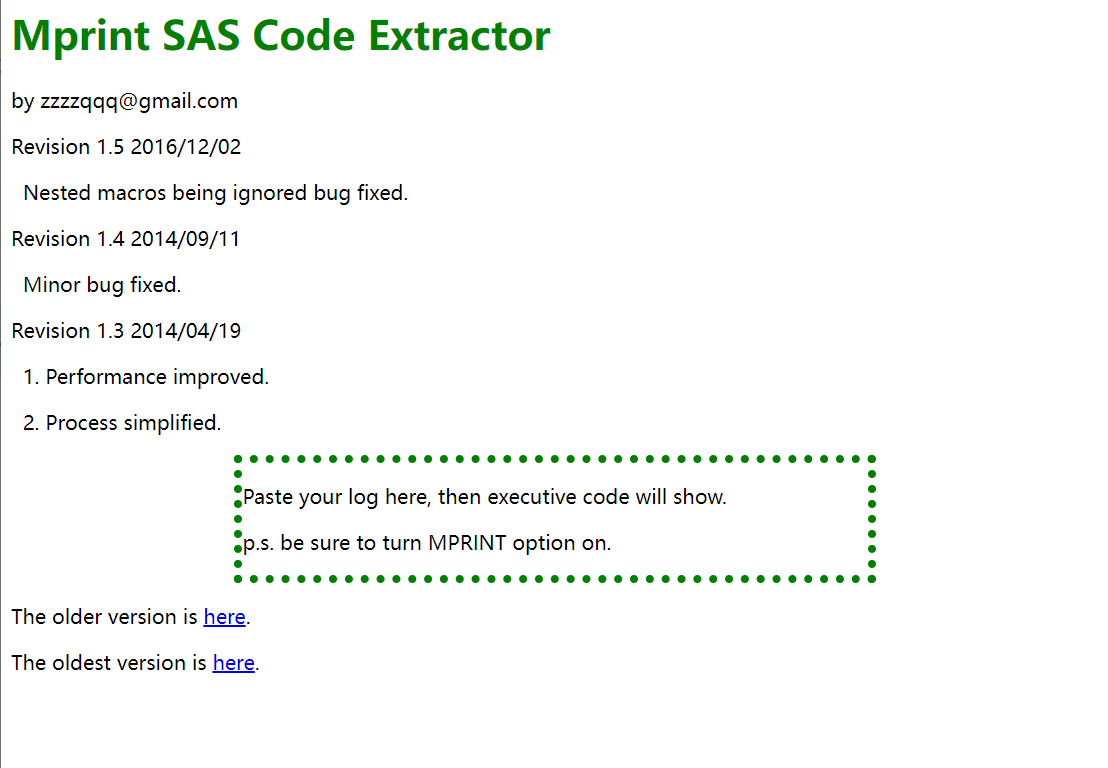 Mprint SAS Code Extractor
by zzzzqqq@gmail.com
Revision 1.5 2016/12/02
Nested macros being ignored bug fixed.
Revision 1.4 2014/09/11
Minor bug fixed.
Revision 1.3 2014/04/19
1. Performance improved.
2. Process simplified.
Paste your log here, then executive code will show.
p.s. be sure to turn MPRINT option on.
The older version is here.
The oldest version is here.